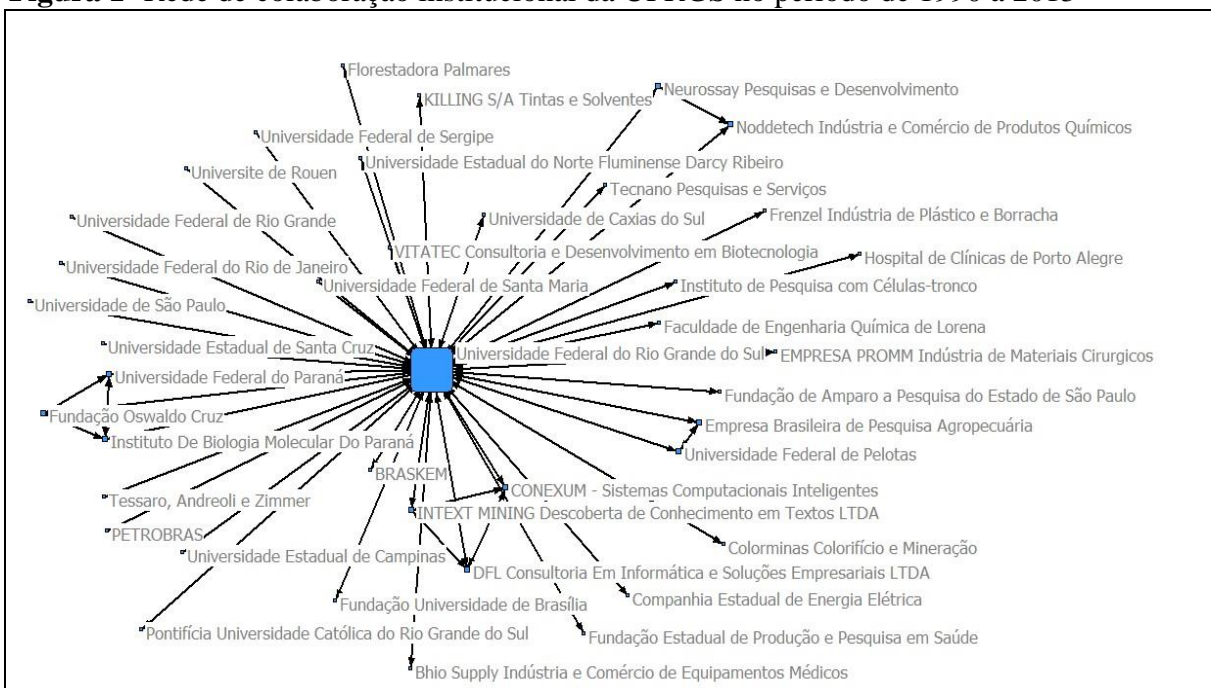 Florestadora Palmares
KILLING S/A Tintas e Solventes
Neurossay Pesquisas e Desenvolvimento
Noddetech Indústria e Comércio de Produtos Químicos
Universidade Federal de Sergipe
Universidade Estadual do Norte Fluminense Darcy Ribeiro
Universite de Rouen
Tecnano Pesquisas e Serviços
Universidade Federal de Rio Grande
Universidade de Caxias do Sul
Frenzel Indústria de Plástico e Borracha
VITATEC Consultoria e Desenvolvimento em Biotecnologia
Hospital de Clínicas de Porto Alegre
Universidade Federal do Rio de Janeiro
Universidade Federal de Santa Maria
Instituto de Pesquisa com Células-tronco
Universidade de São Paulo
Faculdade de Engenharia Química de Lorena
Universidade Estadual de Santa Cruz
Universidade Federal do Rio Grande do Sul
EMPRESA PROMM Indústria de Materiais Cirurgicos
Universidade Federal do Paraná
Fundação de Amparo a Pesquisa do Estado de São Paulo
Fundação Oswaldo Cruz
Empresa Brasileira de Pesquisa Agropecuária
Instituto De Biologia Molecular Do Paraná
Universidade Federal de Pelotas
BRASKEM
CONEXUM - Sistemas Computacionais Inteligentes
Tessaro, Andreoli e Zimmer
INTEXT MINING Descoberta de Conhecimento em Textos LTDA
PETROBRAS
Colorminas Colorifício e Mineração
Universidade Estadual de Campinas
DFL Consultoria Em Informática e Soluções Empresariais LTDA
Fundação Universidade de Brasília
Companhia Estadual de Energia Elétrica
Pontifícia Universidade Católica do Rio Grande do Sul
Fundação Estadual de Produção e Pesquisa em Saúde
Bhio Supply Indústria e Comércio de Equipamentos Médicos